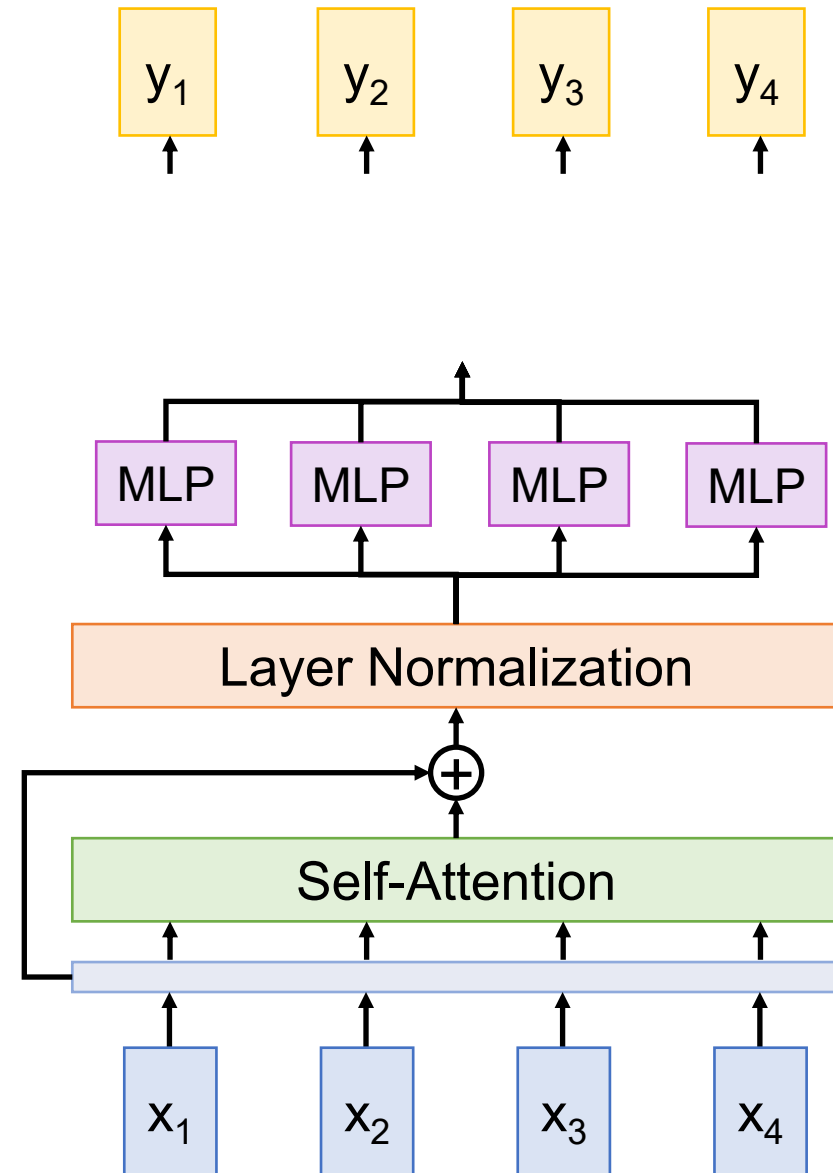 y₁ y₂ y₃ y₄
MLP MLP MLP MLP
Layer Normalization
+
Self-Attention
x₁ x₂ x₃ x₄